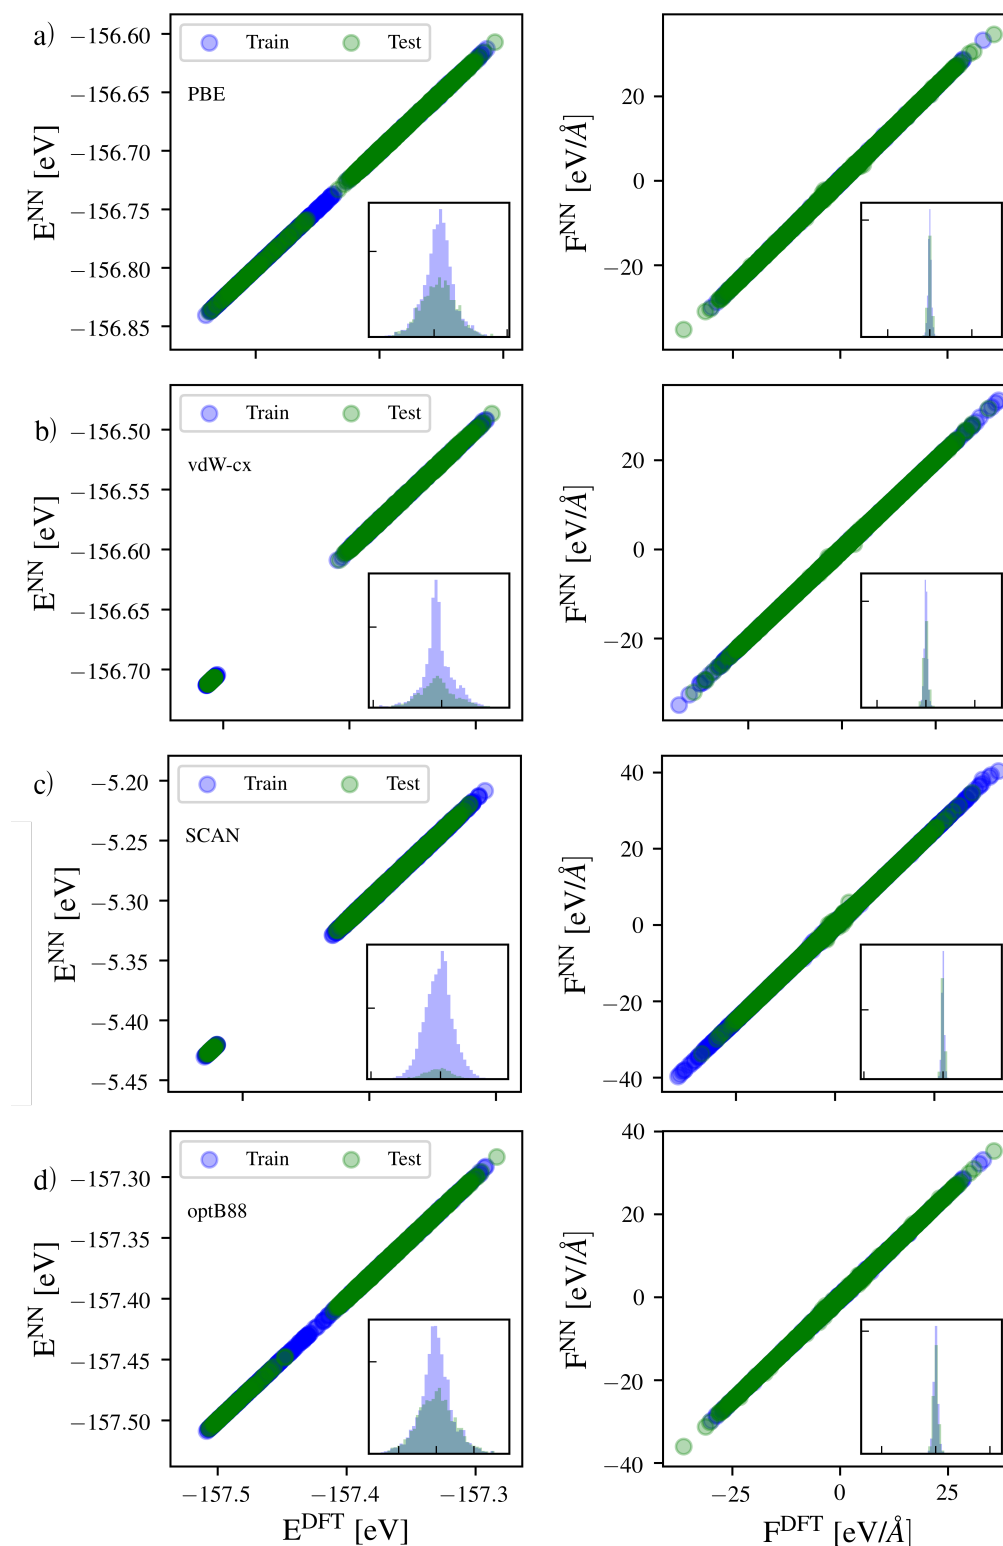 a)
−156.60
−156.65
−156.70
−156.75
−156.80
−156.85
E^NN [eV]
Train
Test
PBE
20
0
−20
F^NN [eV/Å]
b)
−156.50
−156.55
−156.60
−156.65
−156.70
E^NN [eV]
Train
Test
vdW-cx
20
0
−20
F^NN [eV/Å]
c)
−5.20
−5.25
−5.30
−5.35
−5.40
−5.45
E^NN [eV]
Train
Test
SCAN
40
20
0
−20
−40
F^NN [eV/Å]
d)
−157.30
−157.35
−157.40
−157.45
−157.50
E^NN [eV]
Train
Test
optB88
−157.5
−157.4
−157.3
E^DFT [eV]
40
20
0
−20
−40
F^NN [eV/Å]
−25
0
25
F^DFT [eV/Å]